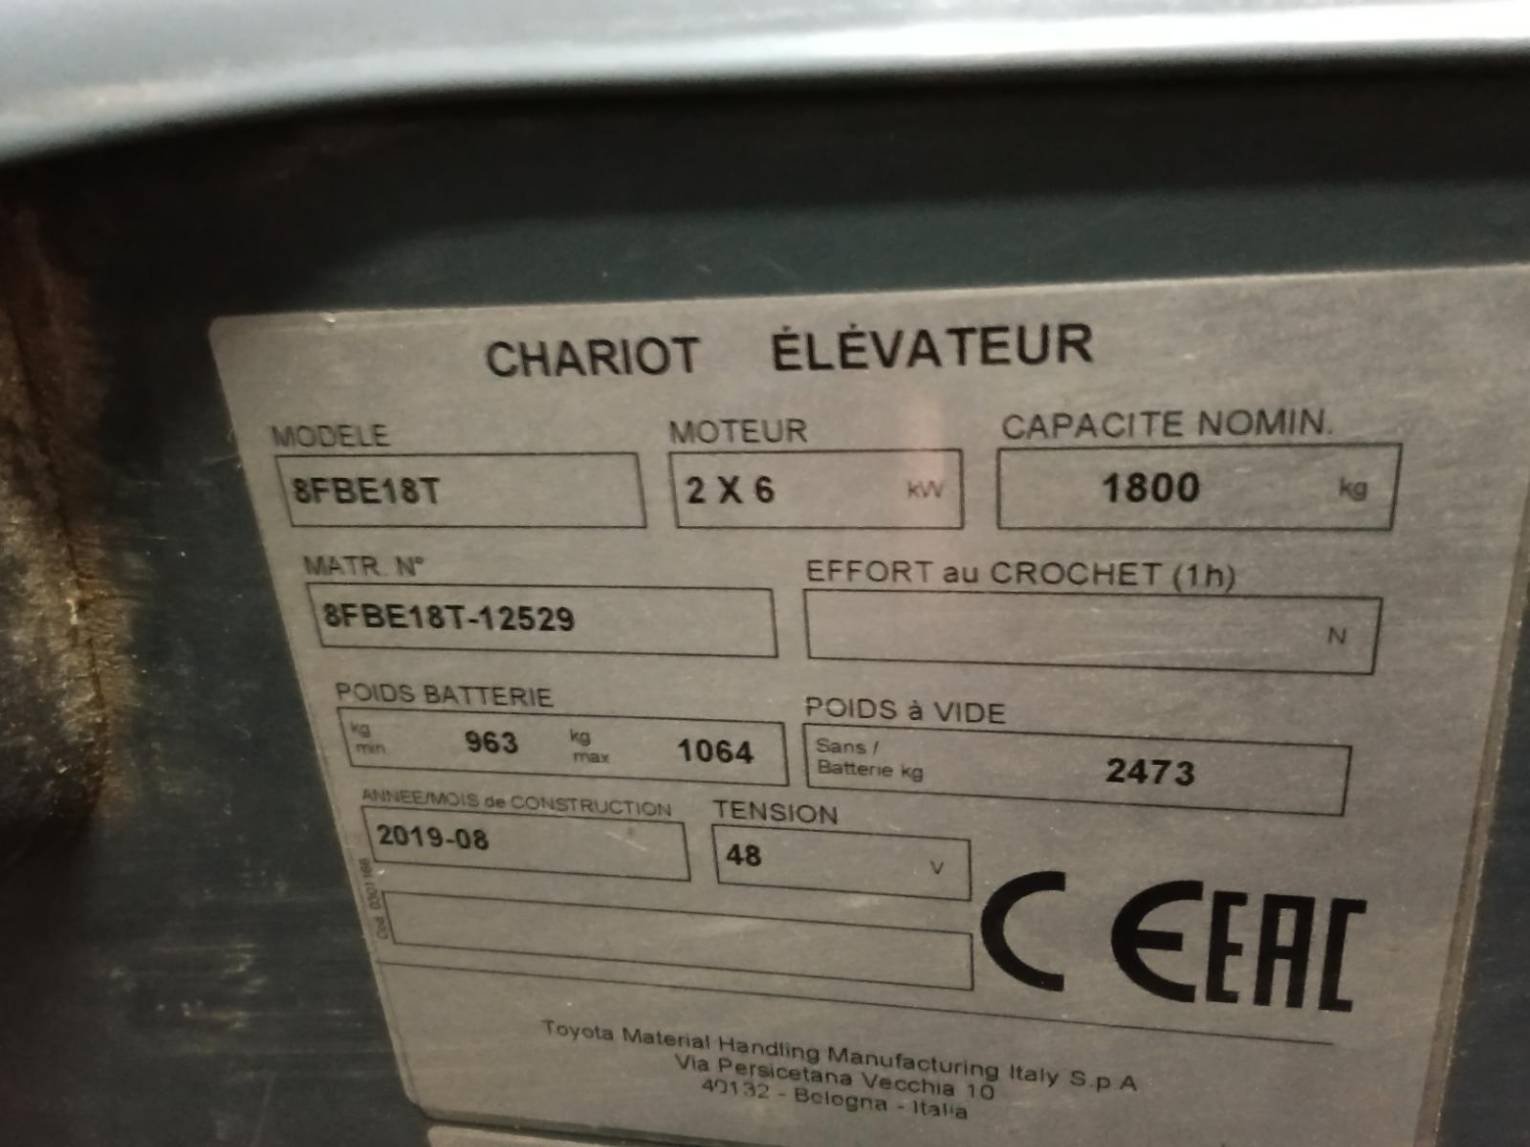 CHARIOT ÉLÉVATEUR
MODELE MOTEUR CAPACITE NOMIN.
8FBE18T 2 X 6 kW 1800 kg
MATR. N° EFFORT au CROCHET (1h)
8FBE18T-12529 N
POIDS BATTERIE POIDS à VIDE
kg min 963 kg max 1064 Sans / Batterie kg 2473
ANNEE/MOIS de CONSTRUCTION TENSION
2019-08 48 V
CE EAC
Toyota Material Handling Manufacturing Italy S.p.A
Via Persicetana Vecchia 10
40132 - Bologna - Italia